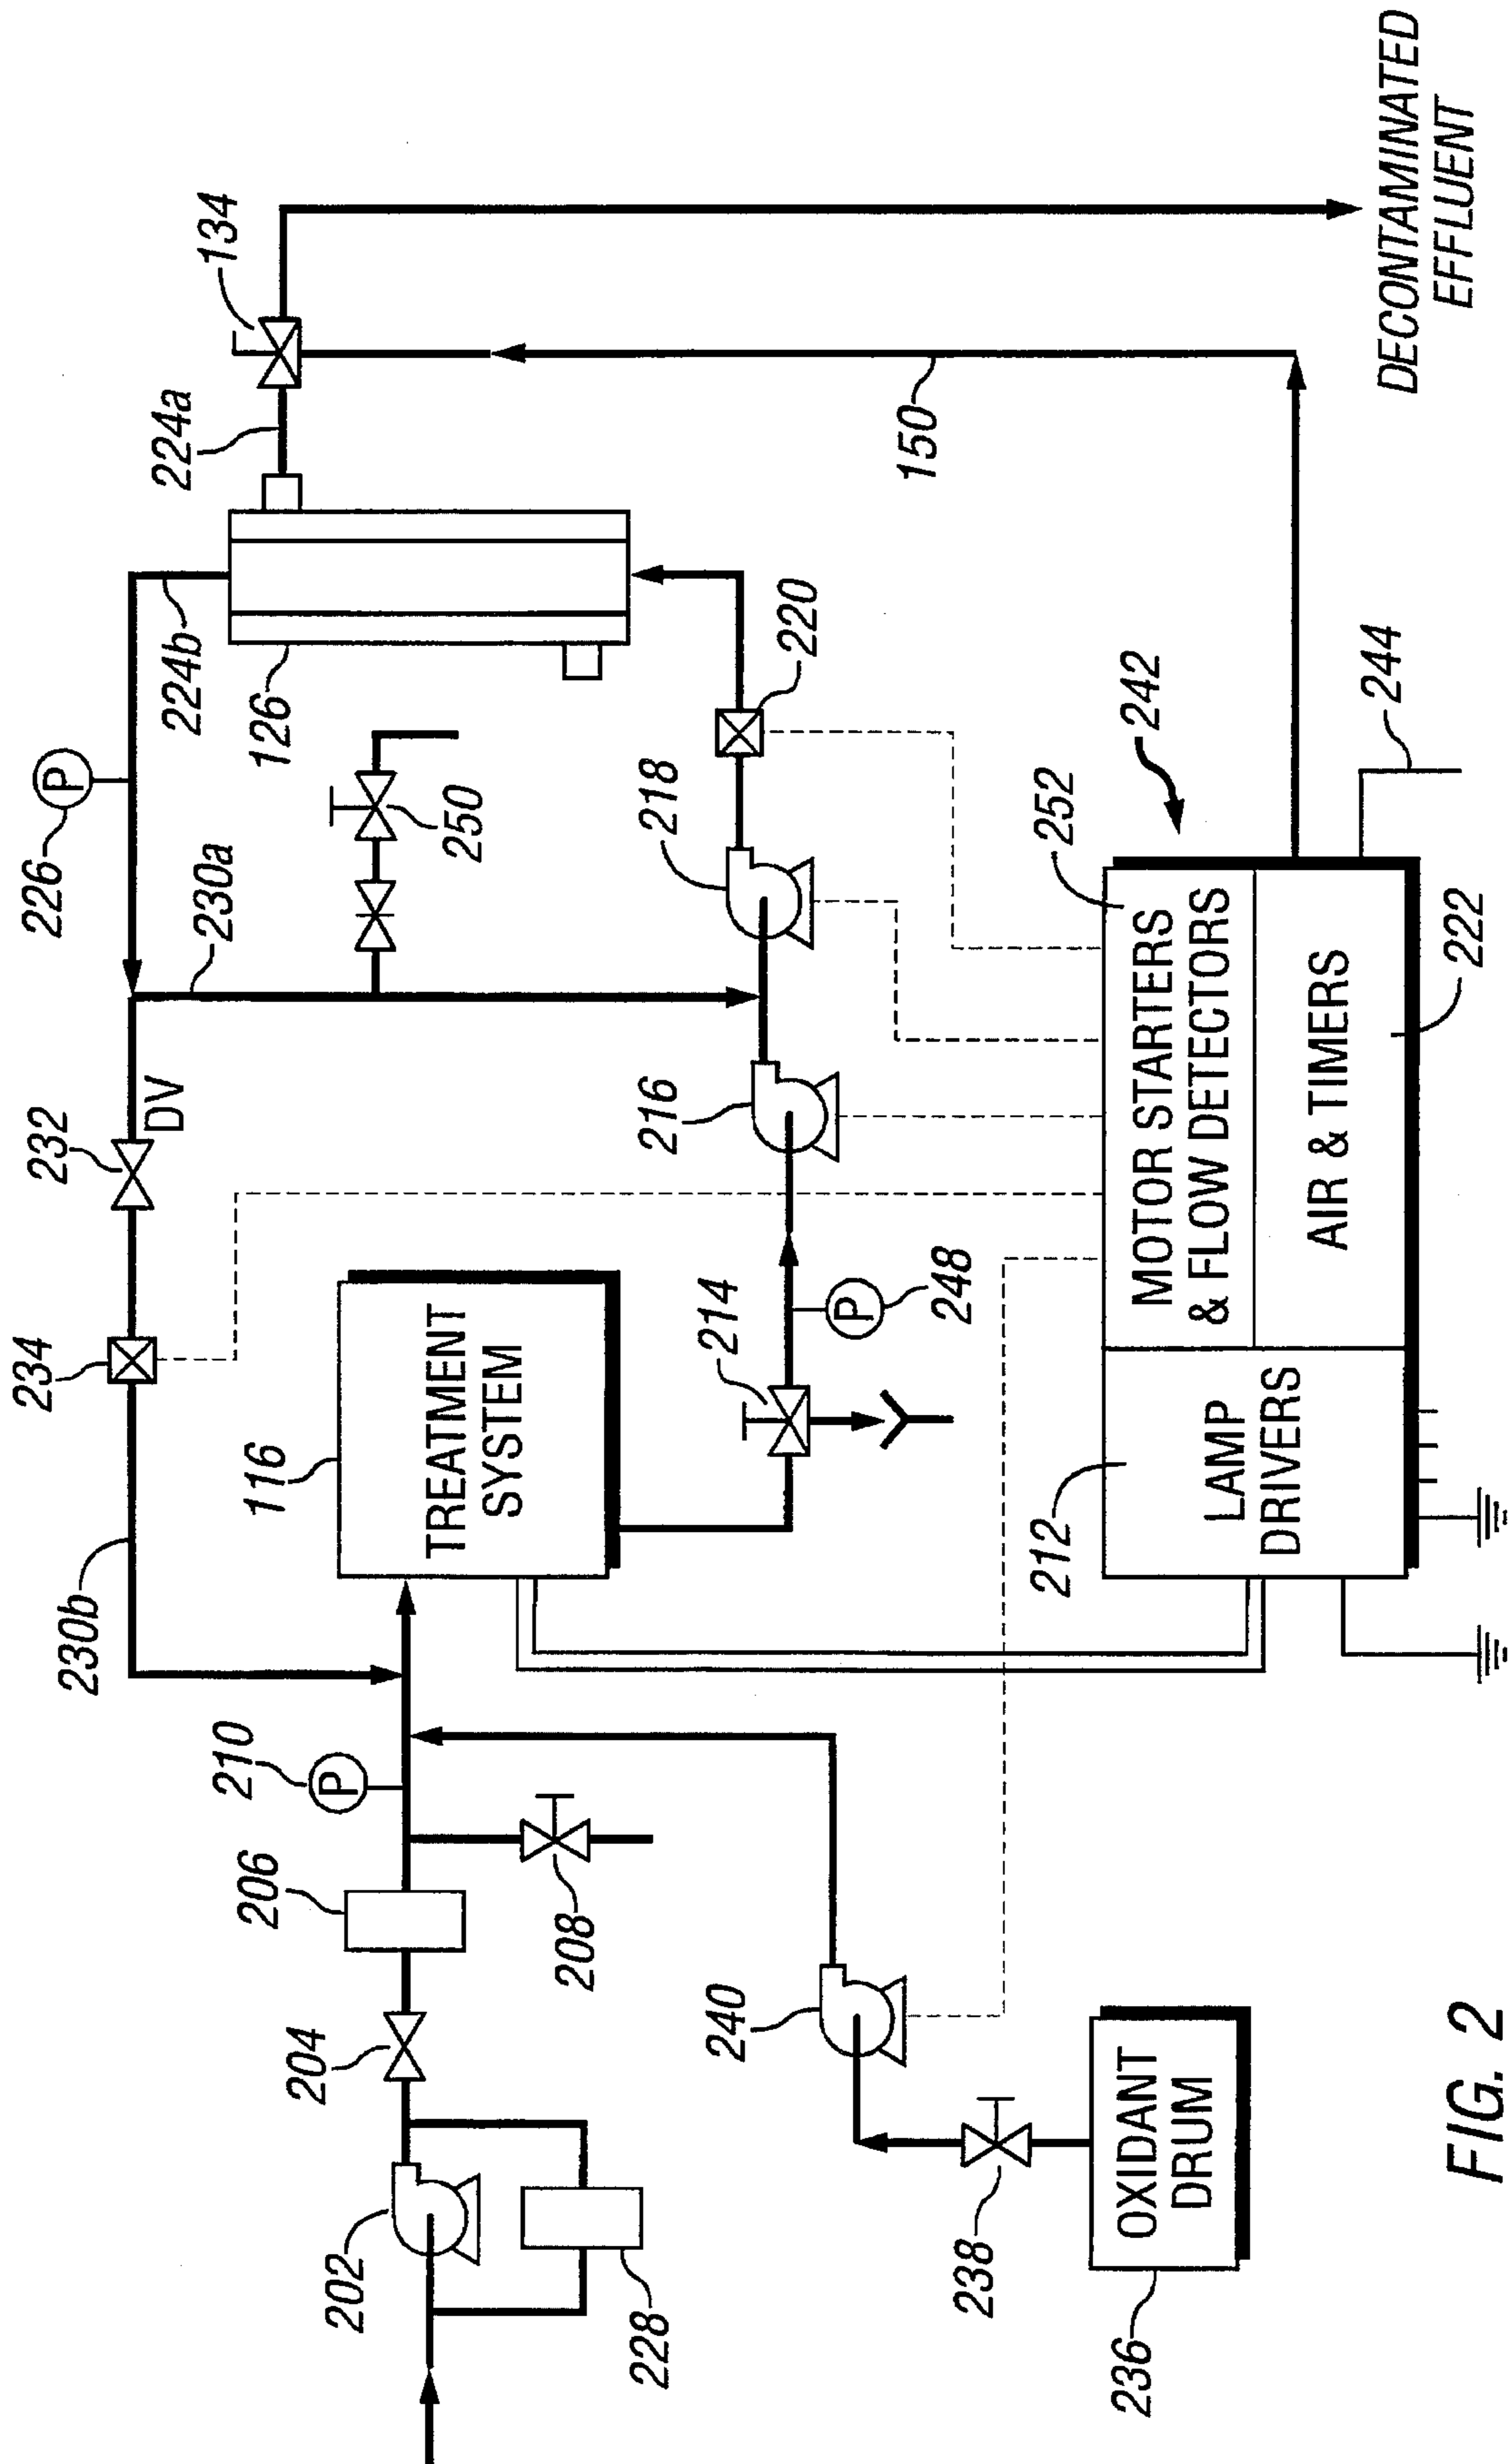 226
P
224b
224a
134
234
232
DV
230a
126
230b
250
116
TREATMENT
SYSTEM
210
P
206
204
202
228
208
218
220
216
214
P
248
150
240
238
236
OXIDANT
DRUM
212
LAMP
DRIVERS
252
MOTOR STARTERS
& FLOW DETECTORS
AIR & TIMERS
222
242
244
DECONTAMINATED
EFFLUENT
FIG. 2